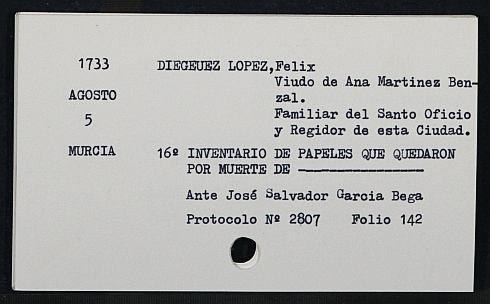 1733 DIEGEUEZ LOPEZ,Felix
Viudo de Ana Martinez Ben-
AGOSTO zal.
5 Familiar del Santo Oficio
y Regidor de esta Ciudad.
MURCIA 16º INVENTARIO DE PAPELES QUE QUEDARON
POR MUERTE DE ————————
Ante José Salvador Garcia Bega
Protocolo Nº 2807 Folio 142